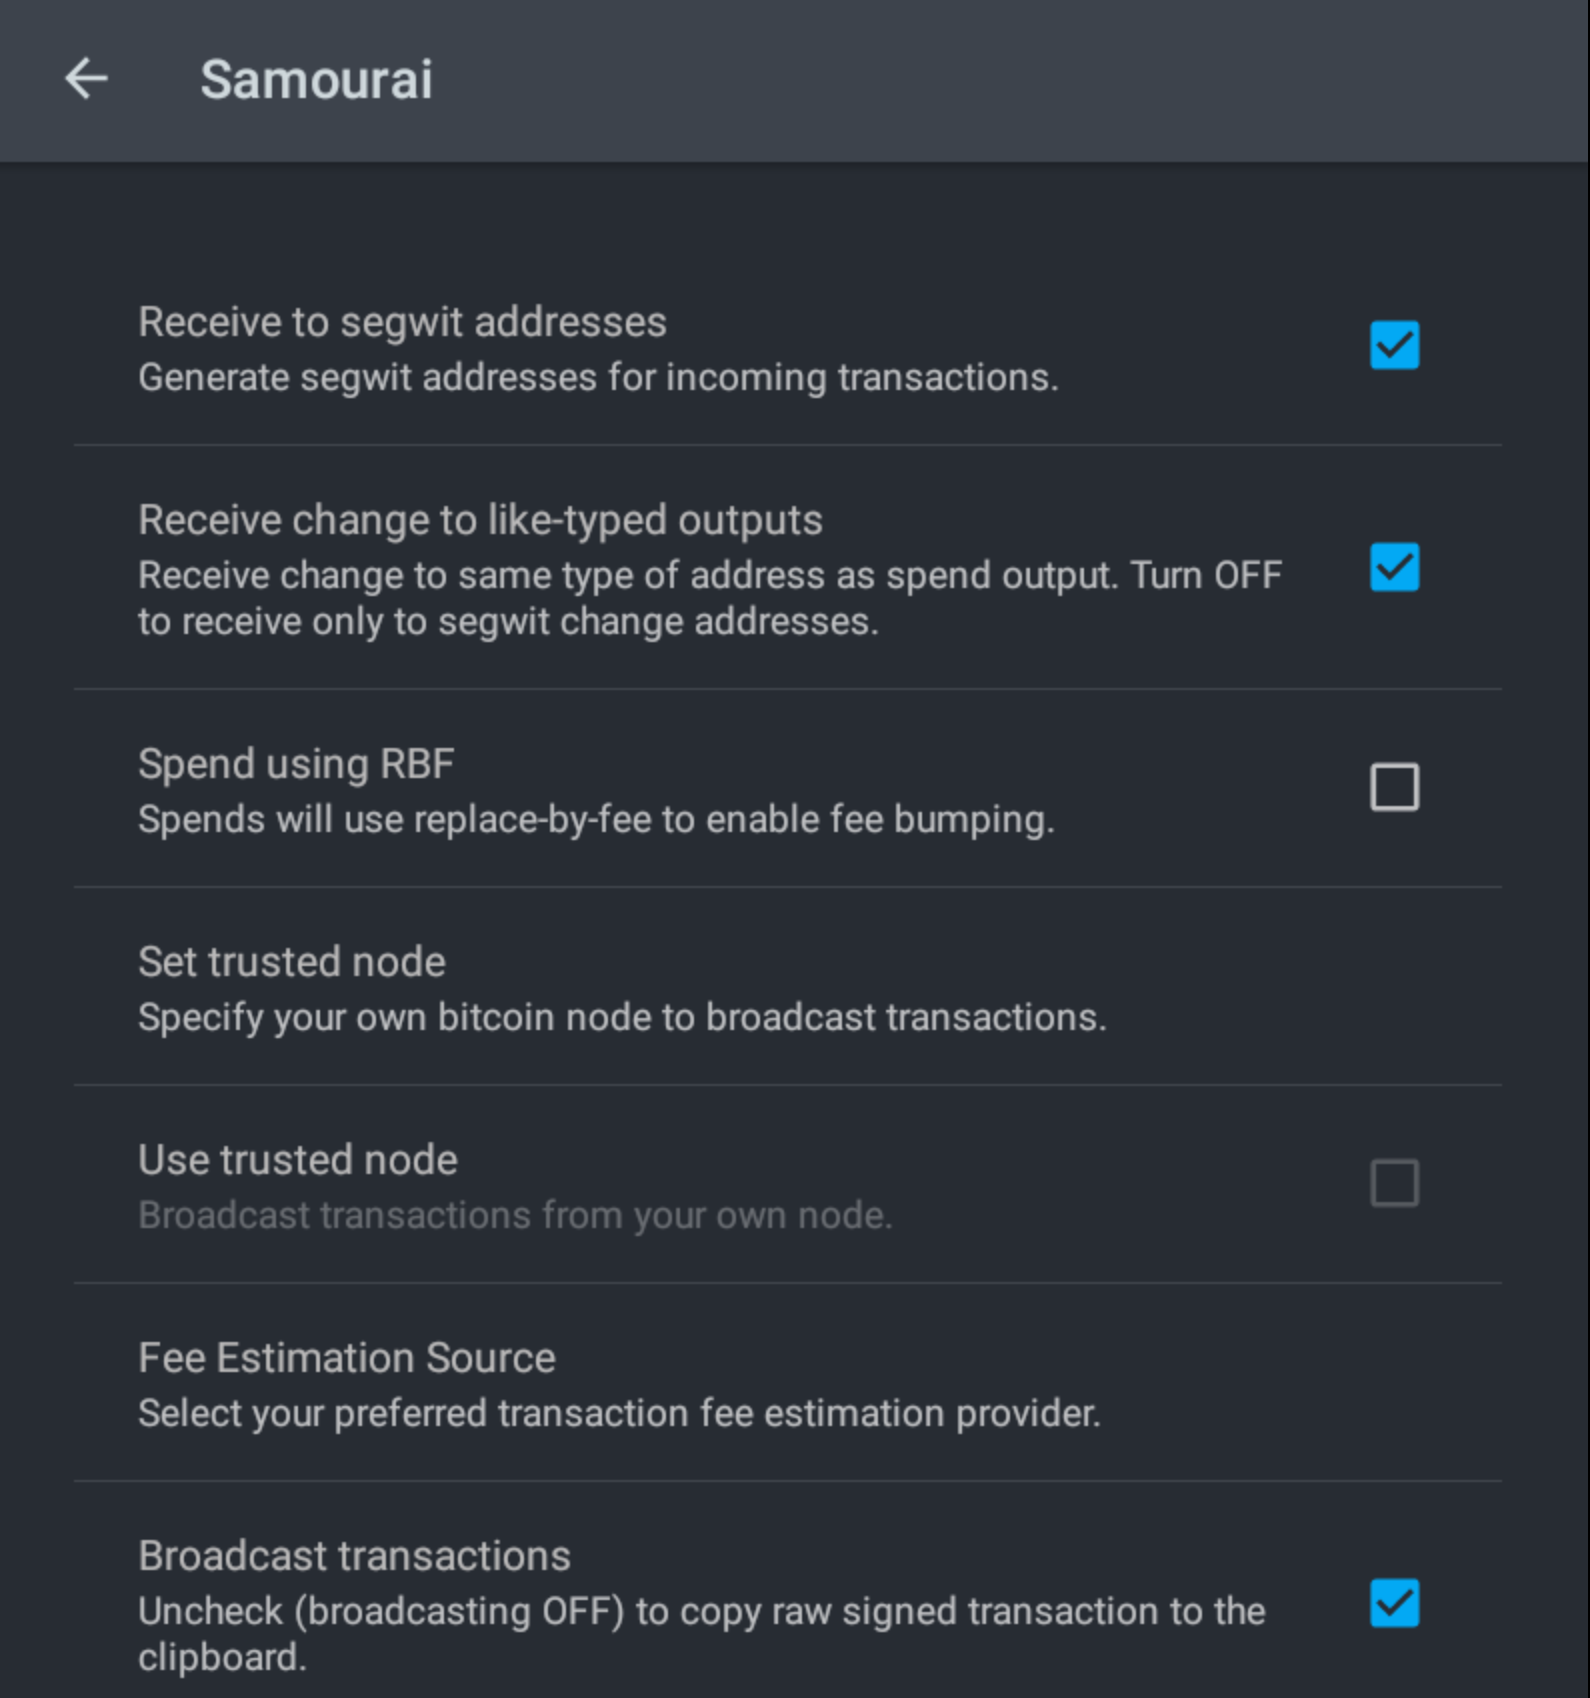 Samourai
Receive to segwit addresses
Generate segwit addresses for incoming transactions.
Receive change to like-typed outputs
Receive change to same type of address as spend output. Turn OFF
to receive only to segwit change addresses.
Spend using RBF
Spends will use replace-by-fee to enable fee bumping.
Set trusted node
Specify your own bitcoin node to broadcast transactions.
Use trusted node
Broadcast transactions from your own node.
Fee Estimation Source
Select your preferred transaction fee estimation provider.
Broadcast transactions
Uncheck (broadcasting OFF) to copy raw signed transaction to the
clipboard.